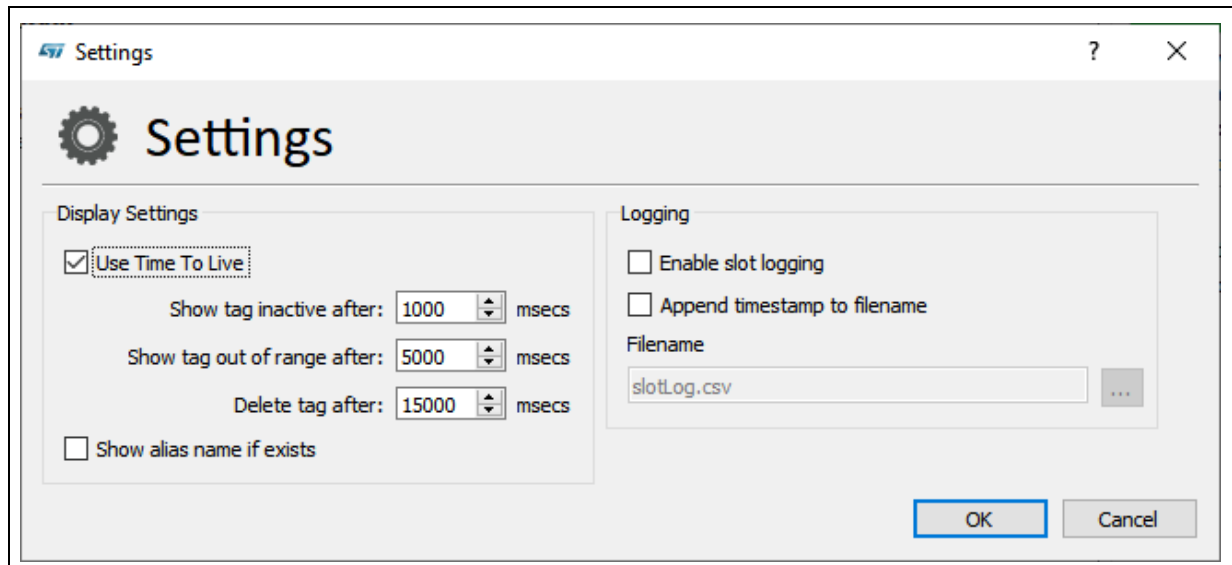 ST Settings
?
Settings
Display Settings
Use Time To Live
Show tag inactive after: 1000 msecs
Show tag out of range after: 5000 msecs
Delete tag after: 15000 msecs
Show alias name if exists
Logging
Enable slot logging
Append timestamp to filename
Filename
slotLog.csv
...
OK
Cancel